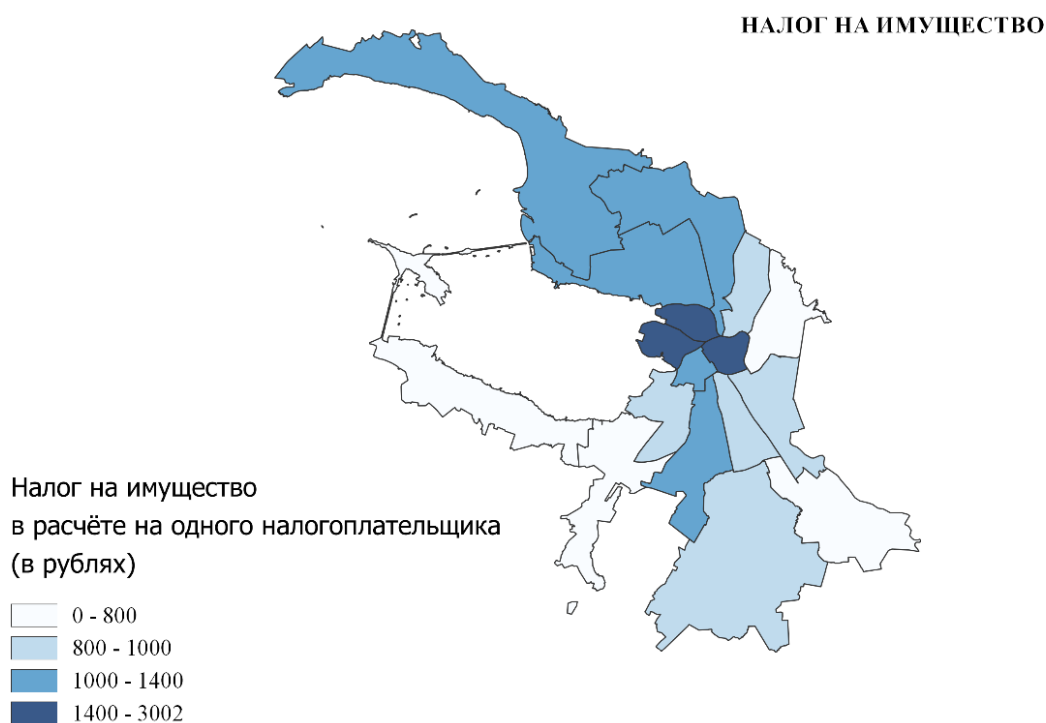 НАЛОГ НА ИМУЩЕСТВО
Налог на имущество
в расчёте на одного налогоплательщика
(в рублях)
0 - 800
800 - 1000
1000 - 1400
1400 - 3002